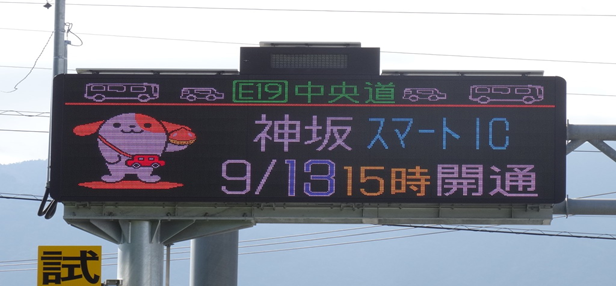 E19 中央道
神坂 スマートIC
9/13 15時開通
試